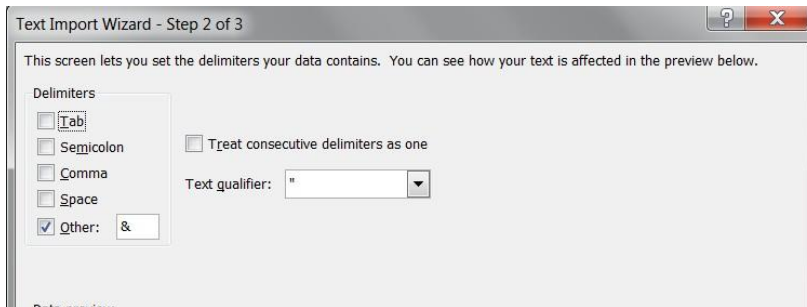 Text Import Wizard - Step 2 of 3
?
X
This screen lets you set the delimiters your data contains. You can see how your text is affected in the preview below.
Delimiters
Tab
Semicolon
Comma
Space
Other: &
Treat consecutive delimiters as one
Text qualifier: "